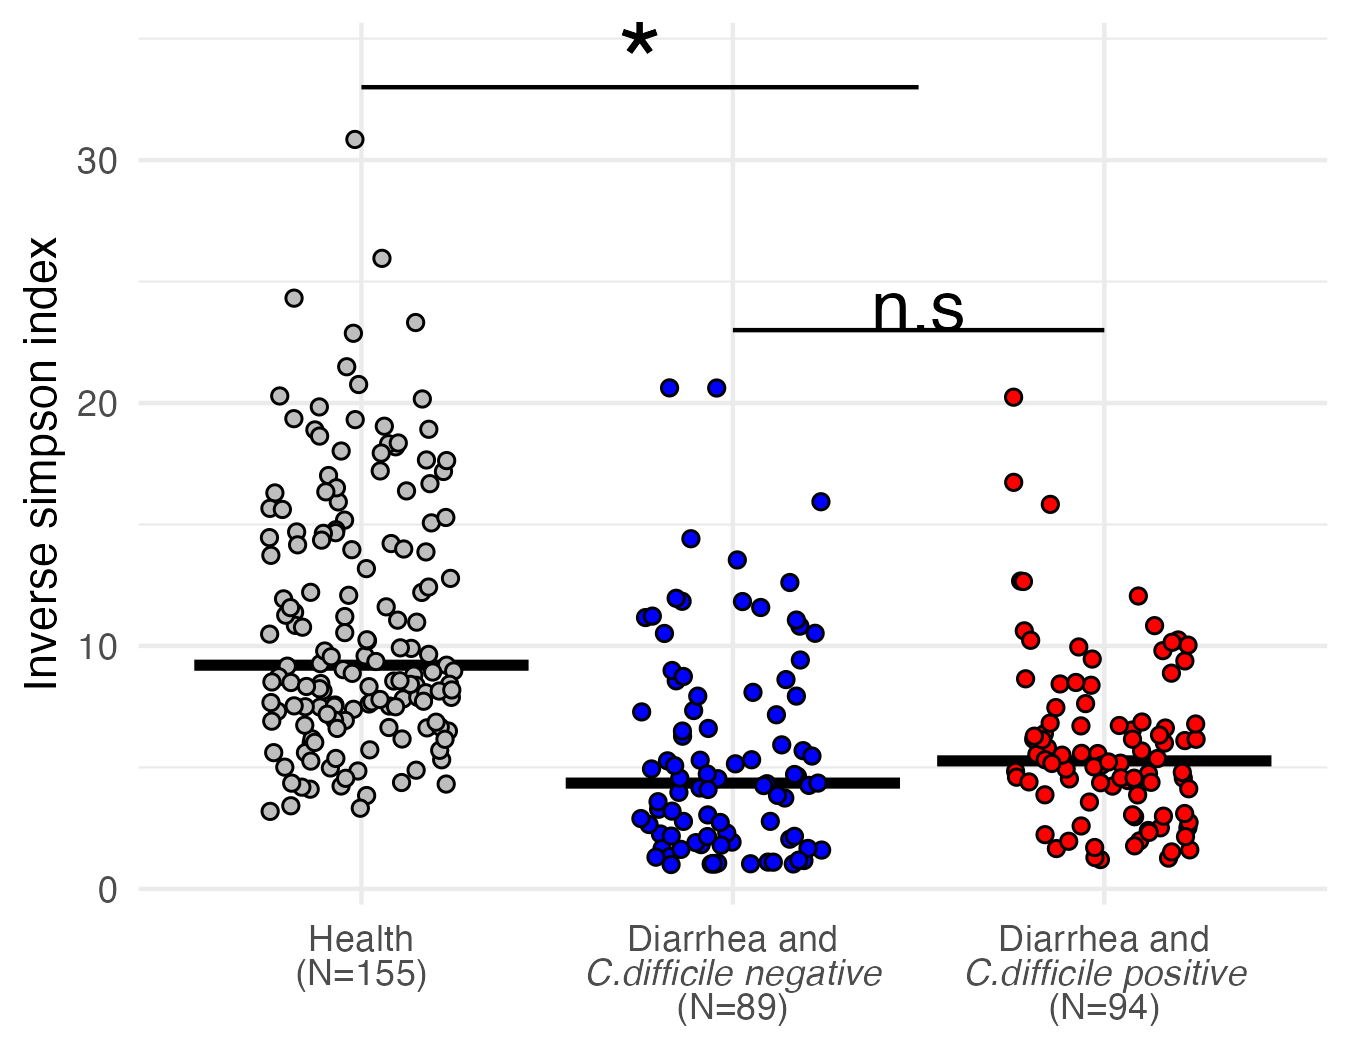 *
30
n.s
20
10
0
Inverse simpson index
Health
(N=155)
Diarrhea and
C.difficile negative
(N=89)
Diarrhea and
C.difficile positive
(N=94)